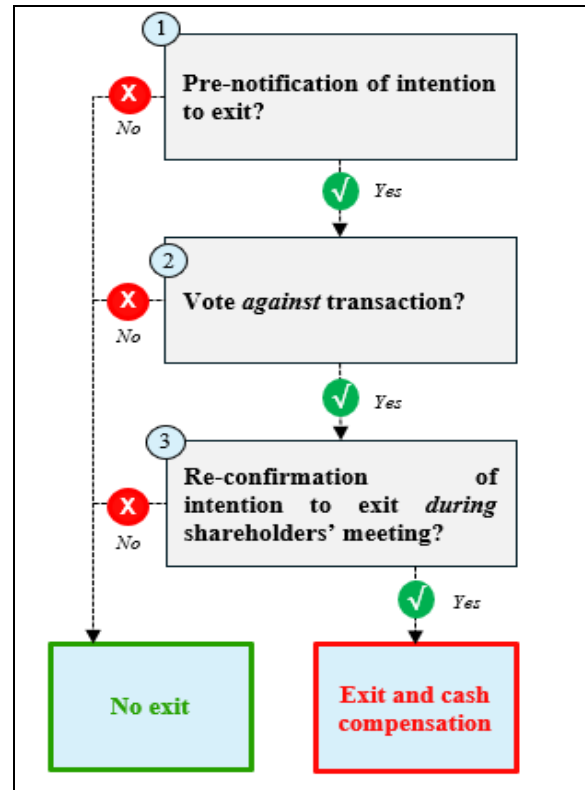 1
Pre-notification of intention
to exit?
X
No
√
Yes
2
Vote against transaction?
X
No
√
Yes
3
Re-confirmation of
intention to exit during
shareholders’ meeting?
X
No
√
Yes
No exit
Exit and cash
compensation